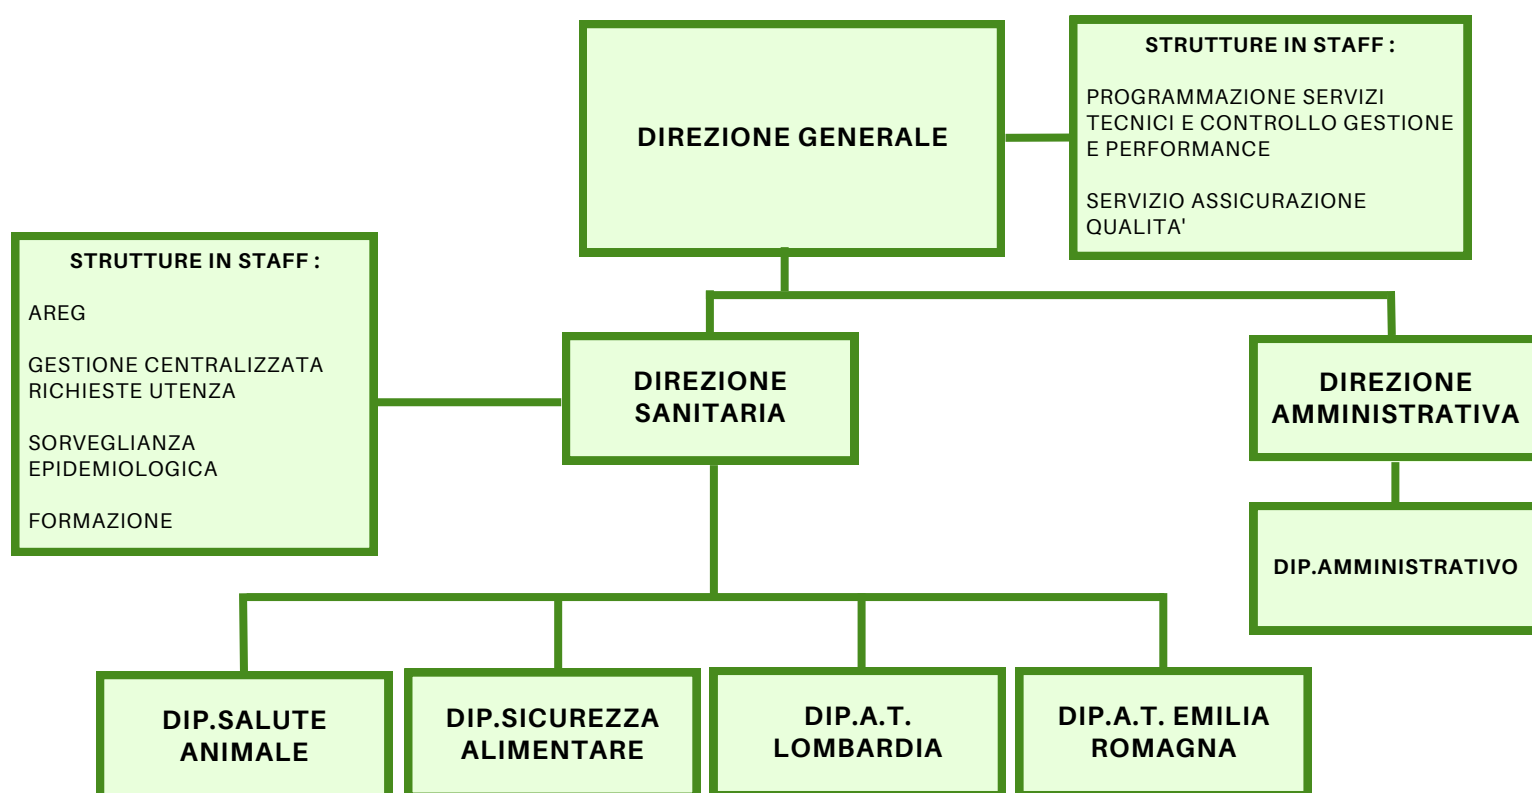 DIREZIONE GENERALE
STRUTTURE IN STAFF :
PROGRAMMAZIONE SERVIZI
TECNICI E CONTROLLO GESTIONE
E PERFORMANCE
SERVIZIO ASSICURAZIONE
QUALITA'
STRUTTURE IN STAFF :
AREG
GESTIONE CENTRALIZZATA
RICHIESTE UTENZA
SORVEGLIANZA
EPIDEMIOLOGICA
FORMAZIONE
DIREZIONE
SANITARIA
DIREZIONE
AMMINISTRATIVA
DIP.AMMINISTRATIVO
DIP.SALUTE
ANIMALE
DIP.SICUREZZA
ALIMENTARE
DIP.A.T.
LOMBARDIA
DIP.A.T. EMILIA
ROMAGNA